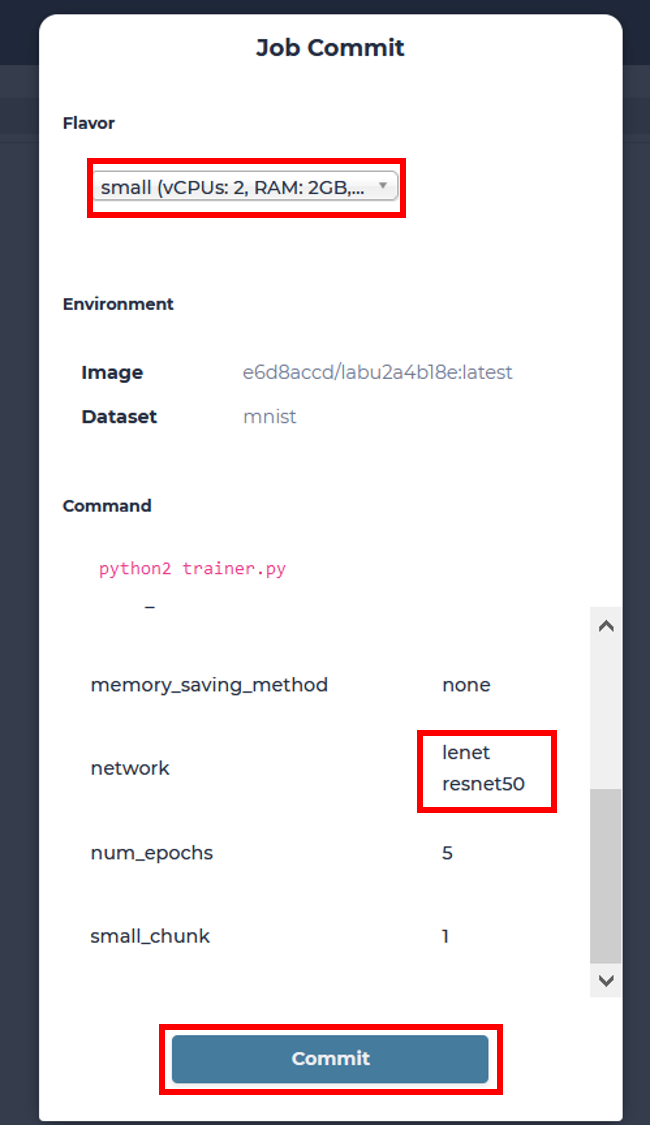 Job Commit
Flavor
small (vCPUs: 2, RAM: 2GB,...
Environment
Image e6d8accd/labu2a4b18e:latest
Dataset mnist
Command
python2 trainer.py
memory_saving_method none
network lenet
resnet50
num_epochs 5
small_chunk 1
Commit